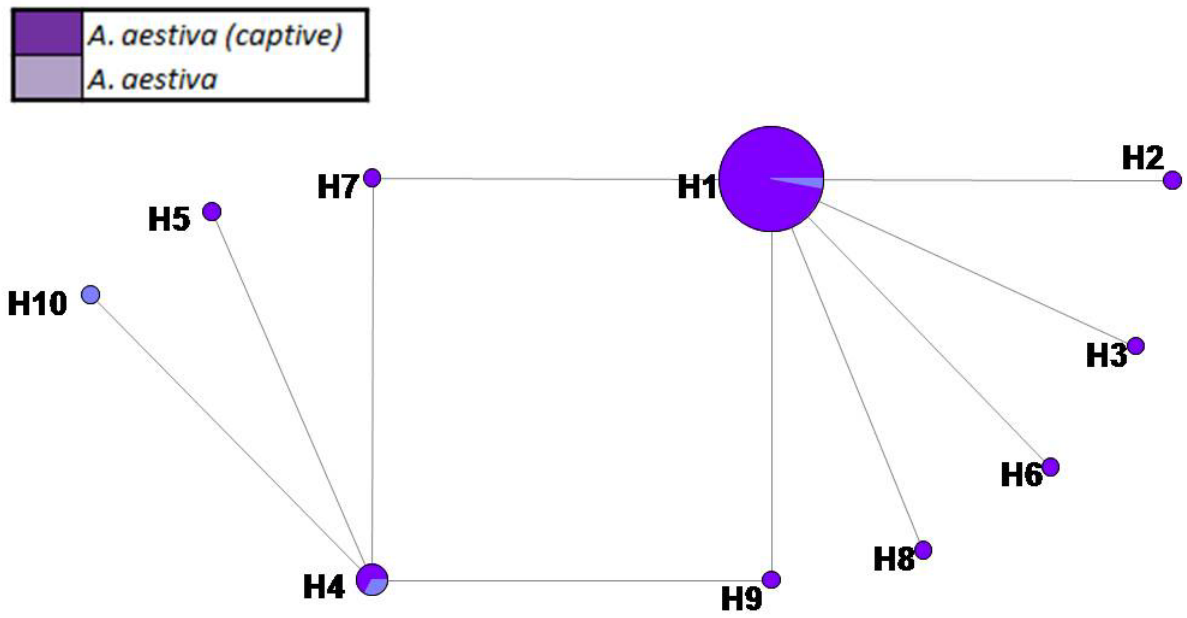 A. aestiva (captive)
A. aestiva
H2
H7
H1
H5
H10
H3
H6
H8
H4
H9